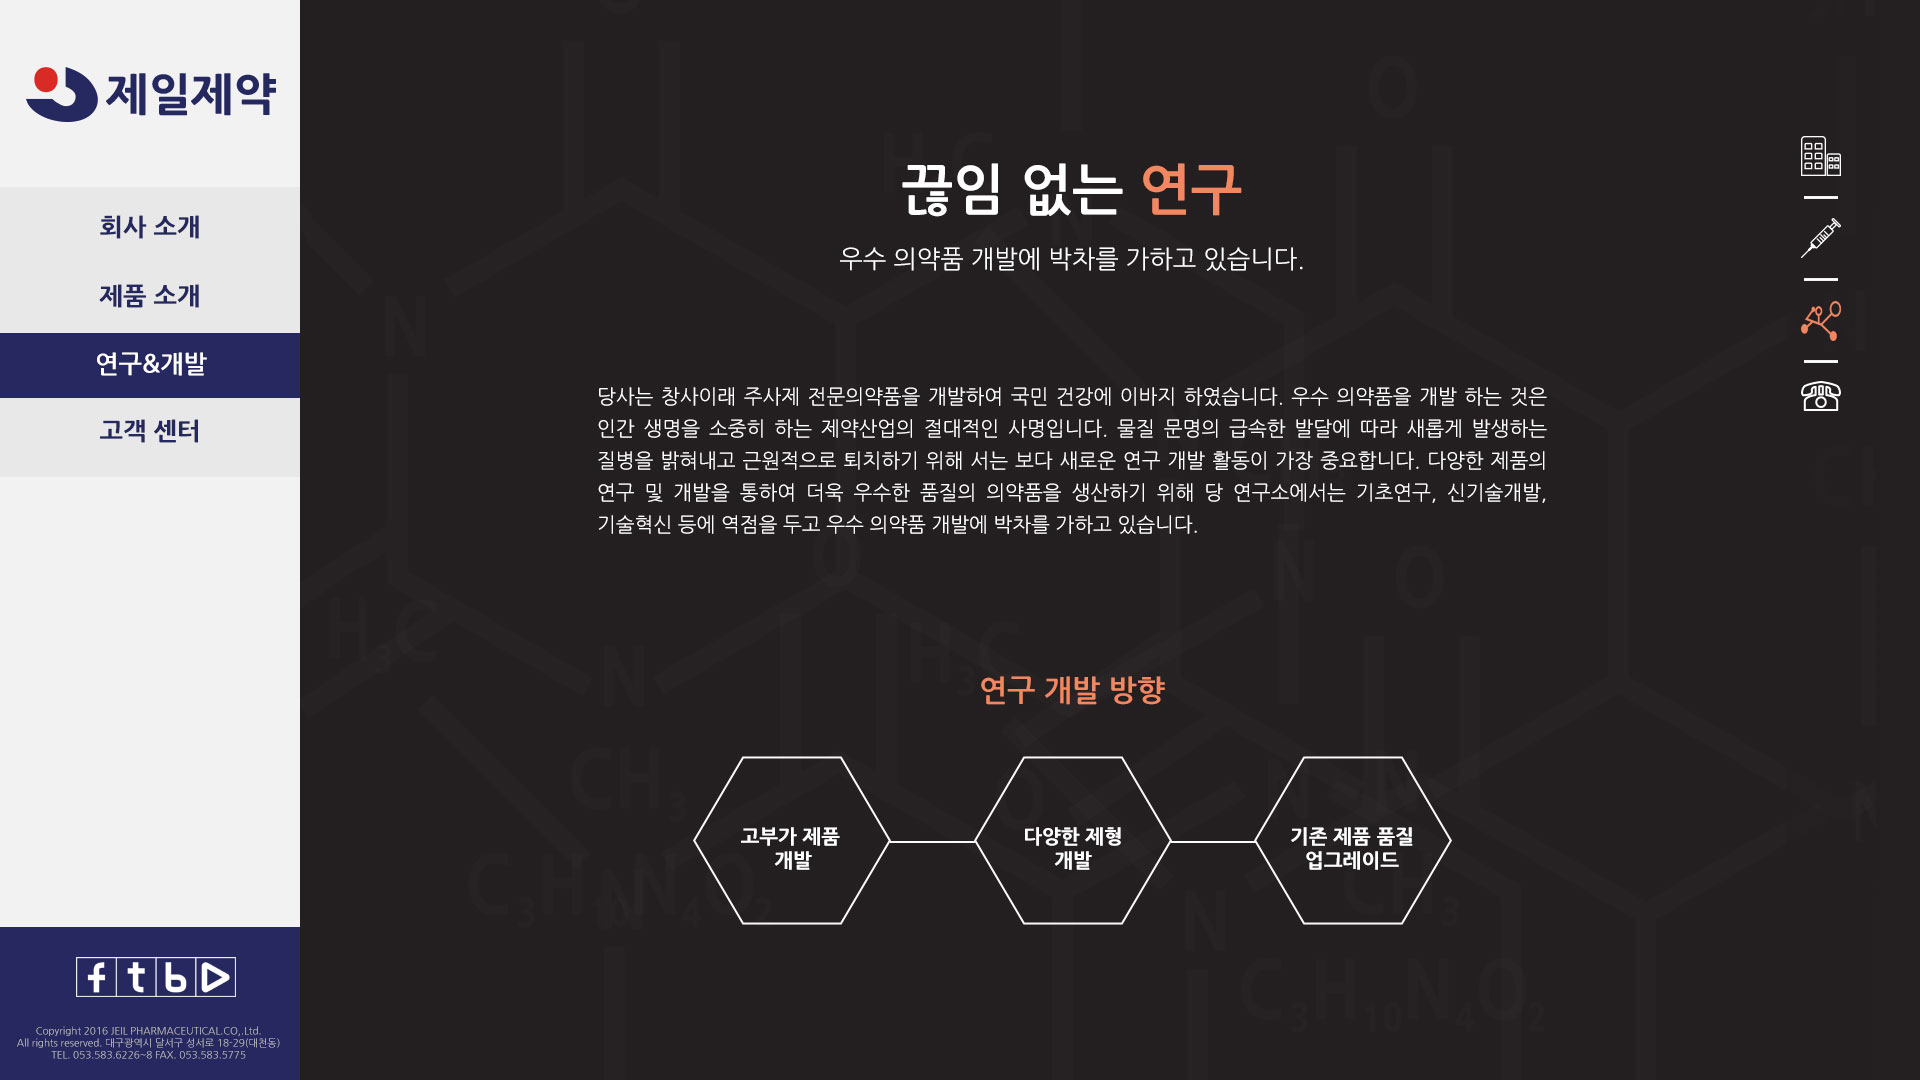 제일제약
회사 소개
제품 소개
연구&개발
고객 센터
Copyright 2016 JEIL PHARMACEUTICAL.CO,.Ltd.
All rights reserved. 대구광역시 달서구 성서로 18-29(대천동)
TEL. 053.583.6226~8 FAX. 053.583.5775
끊임 없는 연구
우수 의약품 개발에 박차를 가하고 있습니다.
당사는 창사이래 주사제 전문의약품을 개발하여 국민 건강에 이바지 하였습니다. 우수 의약품을 개발 하는 것은
인간 생명을 소중히 하는 제약산업의 절대적인 사명입니다. 물질 문명의 급속한 발달에 따라 새롭게 발생하는
질병을 밝혀내고 근원적으로 퇴치하기 위해 서는 보다 새로운 연구 개발 활동이 가장 중요합니다. 다양한 제품의
연구 및 개발을 통하여 더욱 우수한 품질의 의약품을 생산하기 위해 당 연구소에서는 기초연구, 신기술개발,
기술혁신 등에 역점을 두고 우수 의약품 개발에 박차를 가하고 있습니다.
연구 개발 방향
고부가 제품
개발
다양한 제형
개발
기존 제품 품질
업그레이드